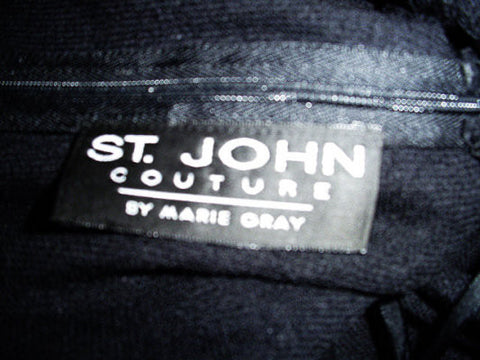 ST. JOHN
COUTURE
BY MARIE GRAY